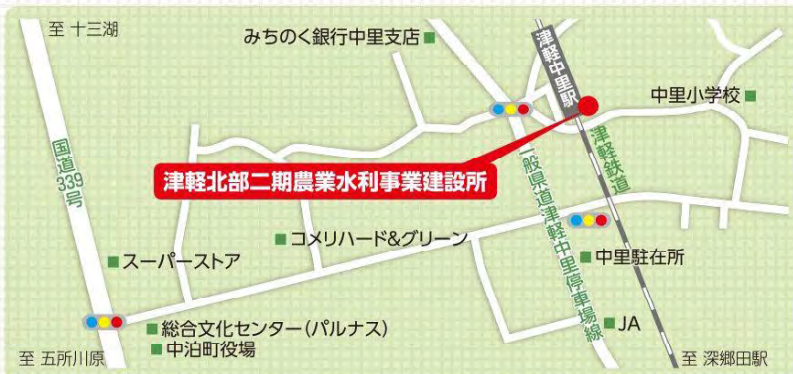 至 十三湖
みちのく銀行中里支店
津軽中里駅
中里小学校
国道339号
津軽北部二期農業水利事業建設所
津軽鉄道
一般県道津軽中里停車場線
コメリハード&グリーン
スーパーストア
中里駐在所
総合文化センター(パルナス)
中泊町役場
JA
至 五所川原
至 深郷田駅